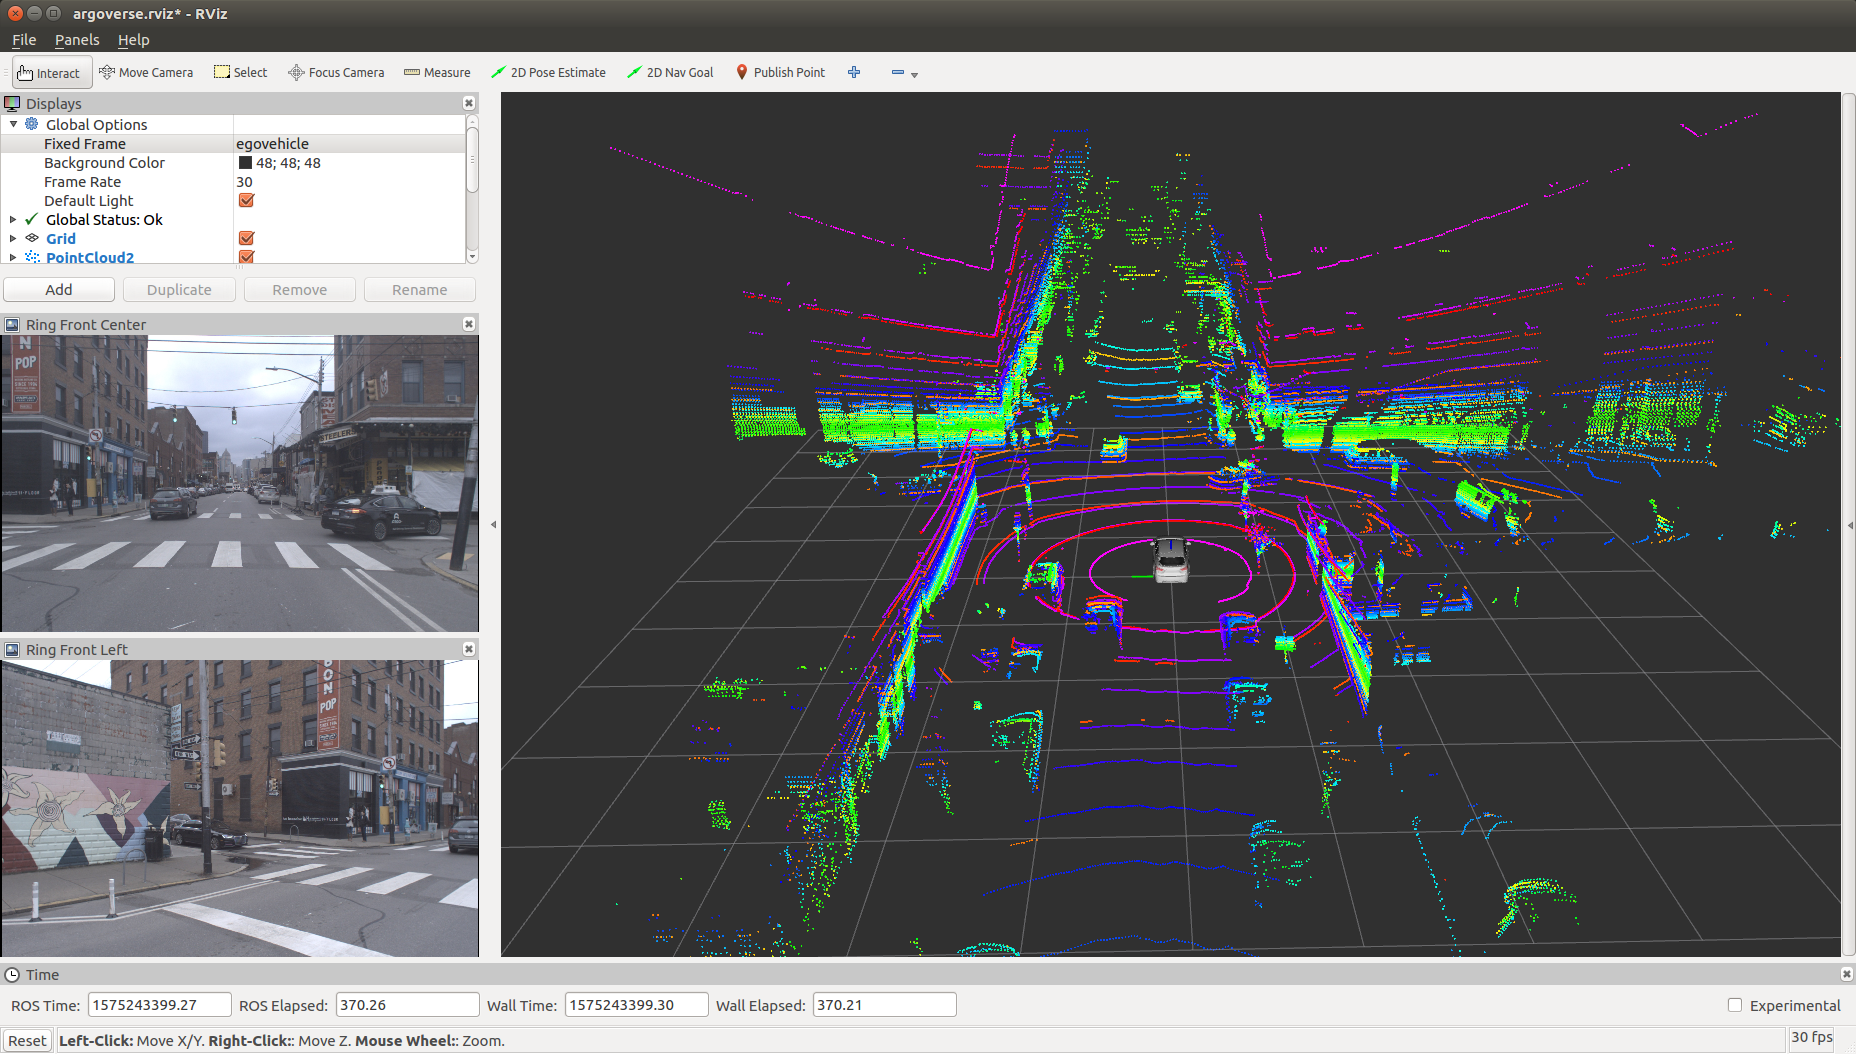 argoverse.rviz* - RViz
File Panels Help
Interact Move Camera Select Focus Camera Measure 2D Pose Estimate 2D Nav Goal Publish Point
Displays
Global Options
Fixed Frame egovehicle
Background Color 48; 48; 48
Frame Rate 30
Default Light
Global Status: Ok
Grid
PointCloud2
Add Duplicate Remove Rename
Ring Front Center
N
POP
STEELERS
Ring Front Left
BON
POP
Time
ROS Time: 1575243399.27 ROS Elapsed: 370.26 Wall Time: 1575243399.30 Wall Elapsed: 370.21 Experimental
Reset Left-Click: Move X/Y. Right-Click:: Move Z. Mouse Wheel:: Zoom. 30 fps